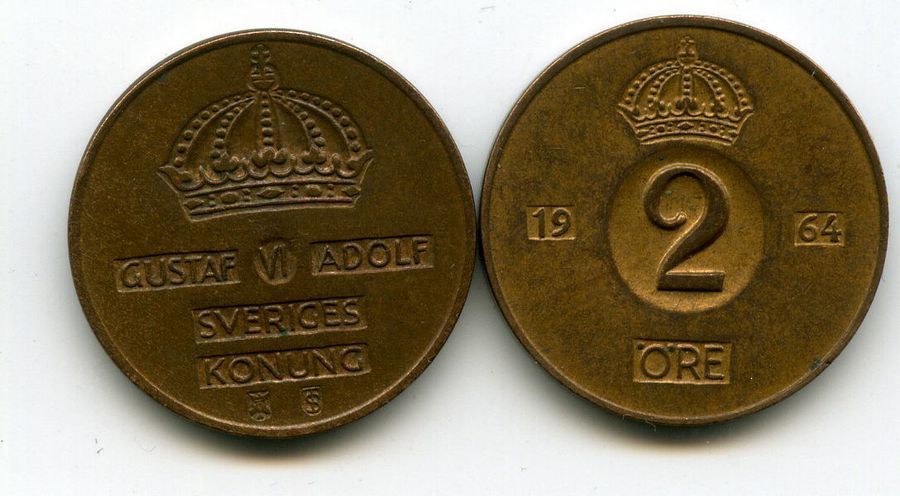 GUSTAF VI ADOLF
SVERIGES
KONUNG
2
19 64
ÖRE